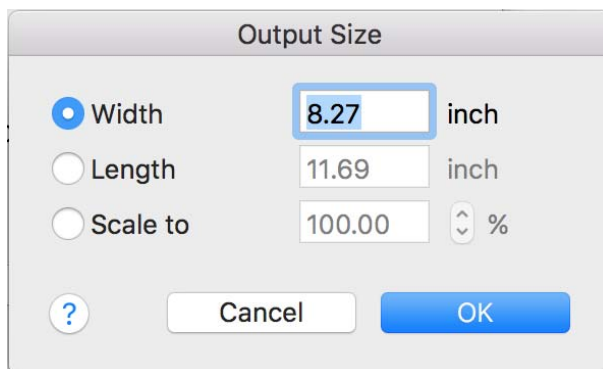 Output Size
Width 8.27 inch
Length 11.69 inch
Scale to 100.00 %
? Cancel OK